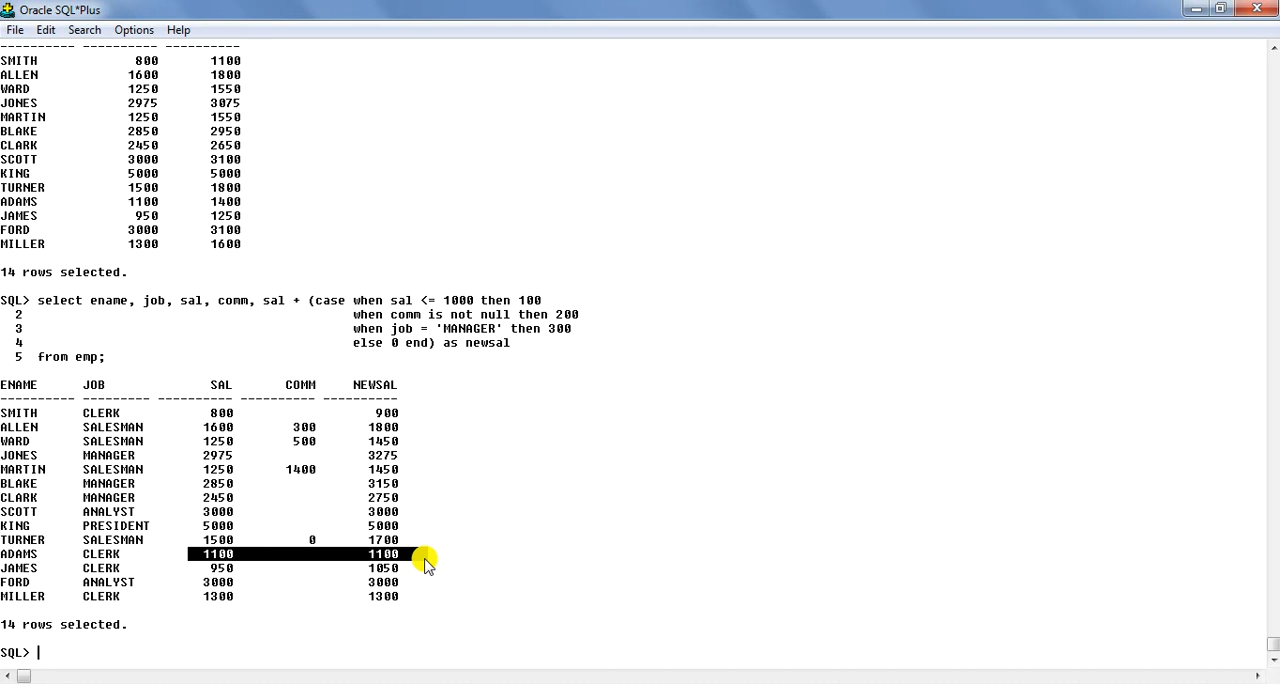 Oracle SQL*Plus
File Edit Search Options Help
---------- ---------- ----------
SMITH 800 1100
ALLEN 1600 1800
WARD 1250 1550
JONES 2975 3075
MARTIN 1250 1550
BLAKE 2850 2950
CLARK 2450 2650
SCOTT 3000 3100
KING 5000 5000
TURNER 1500 1800
ADAMS 1100 1400
JAMES 950 1250
FORD 3000 3100
MILLER 1300 1600
14 rows selected.
SQL> select ename, job, sal, comm, sal + (case when sal <= 1000 then 100
2 when comm is not null then 200
3 when job = 'MANAGER' then 300
4 else 0 end) as newsal
5 from emp;
ENAME JOB SAL COMM NEWSAL
---------- --------- ---------- ---------- ----------
SMITH CLERK 800 900
ALLEN SALESMAN 1600 300 1800
WARD SALESMAN 1250 500 1450
JONES MANAGER 2975 3275
MARTIN SALESMAN 1250 1400 1450
BLAKE MANAGER 2850 3150
CLARK MANAGER 2450 2750
SCOTT ANALYST 3000 3000
KING PRESIDENT 5000 5000
TURNER SALESMAN 1500 0 1700
ADAMS CLERK 1100 1100
JAMES CLERK 950 1050
FORD ANALYST 3000 3000
MILLER CLERK 1300 1300
14 rows selected.
SQL>